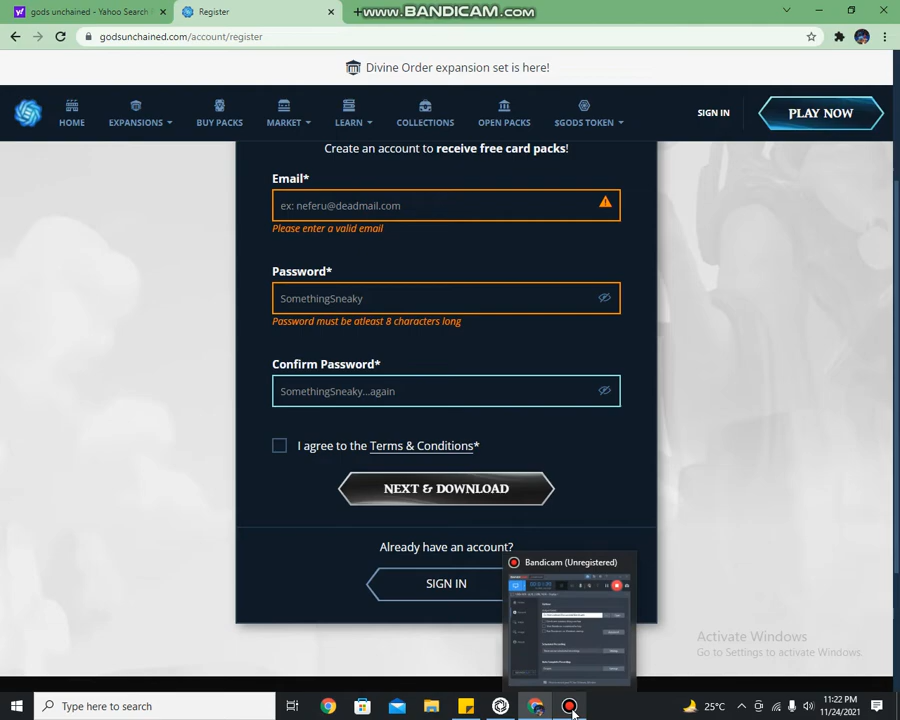 gods unchained - Yahoo Search
Register
www.BANDICAM.com
godsunchained.com/account/register
Divine Order expansion set is here!
HOME
EXPANSIONS
BUY PACKS
MARKET
LEARN
COLLECTIONS
OPEN PACKS
$GODS TOKEN
SIGN IN
PLAY NOW
Create an account to receive free card packs!
Email*
ex: neferu@deadmail.com
Please enter a valid email
Password*
SomethingSneaky
Password must be atleast 8 characters long
Confirm Password*
SomethingSneaky...again
I agree to the Terms & Conditions*
NEXT & DOWNLOAD
Already have an account?
SIGN IN
Bandicam (Unregistered)
Activate Windows
Go to Settings to activate Windows.
Type here to search
25°C
11:22 PM
11/24/2021